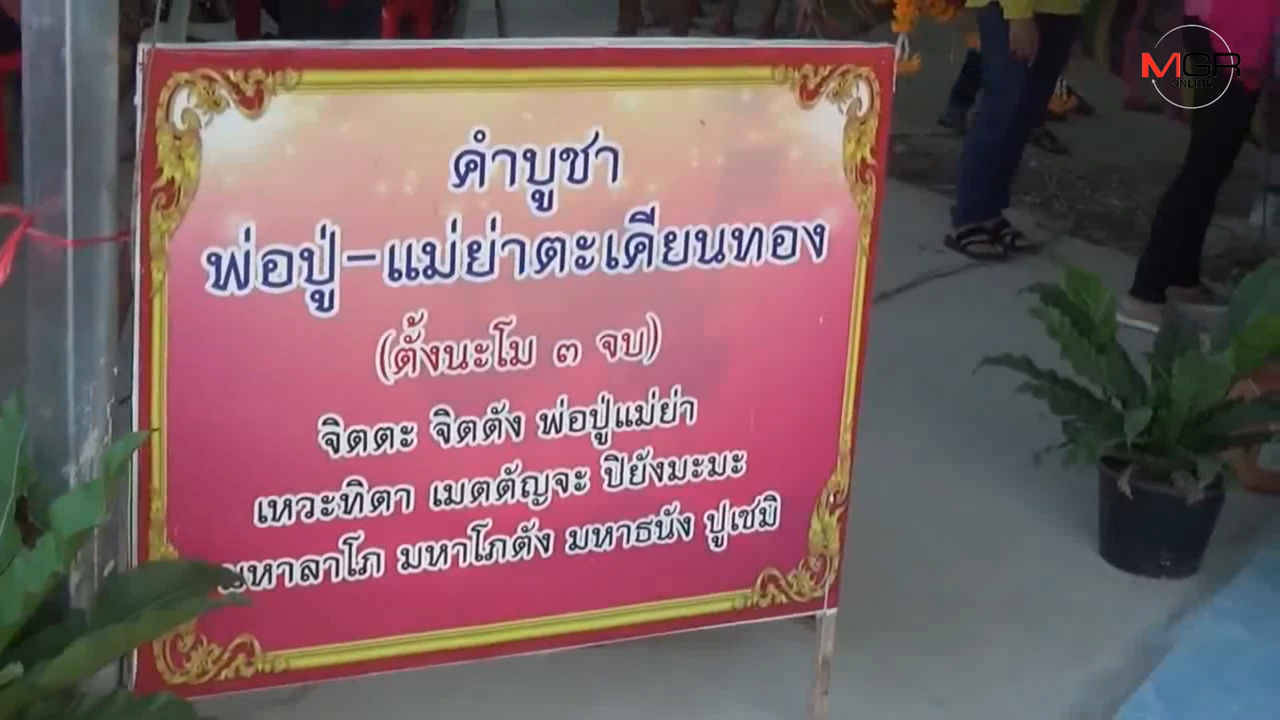 MGR
ONLINE
คำบูชา
พ่อปู่-แม่ย่าตะเคียนทอง
(ตั้งนะโม ๓ จบ)
จิตตะ จิตตัง พ่อปู่แม่ย่า
เหวะทิตา เมตตัญจะ ปิยังมะมะ
มหาลาโภ มหาโภตัง มหาธนัง ปูเชมิ